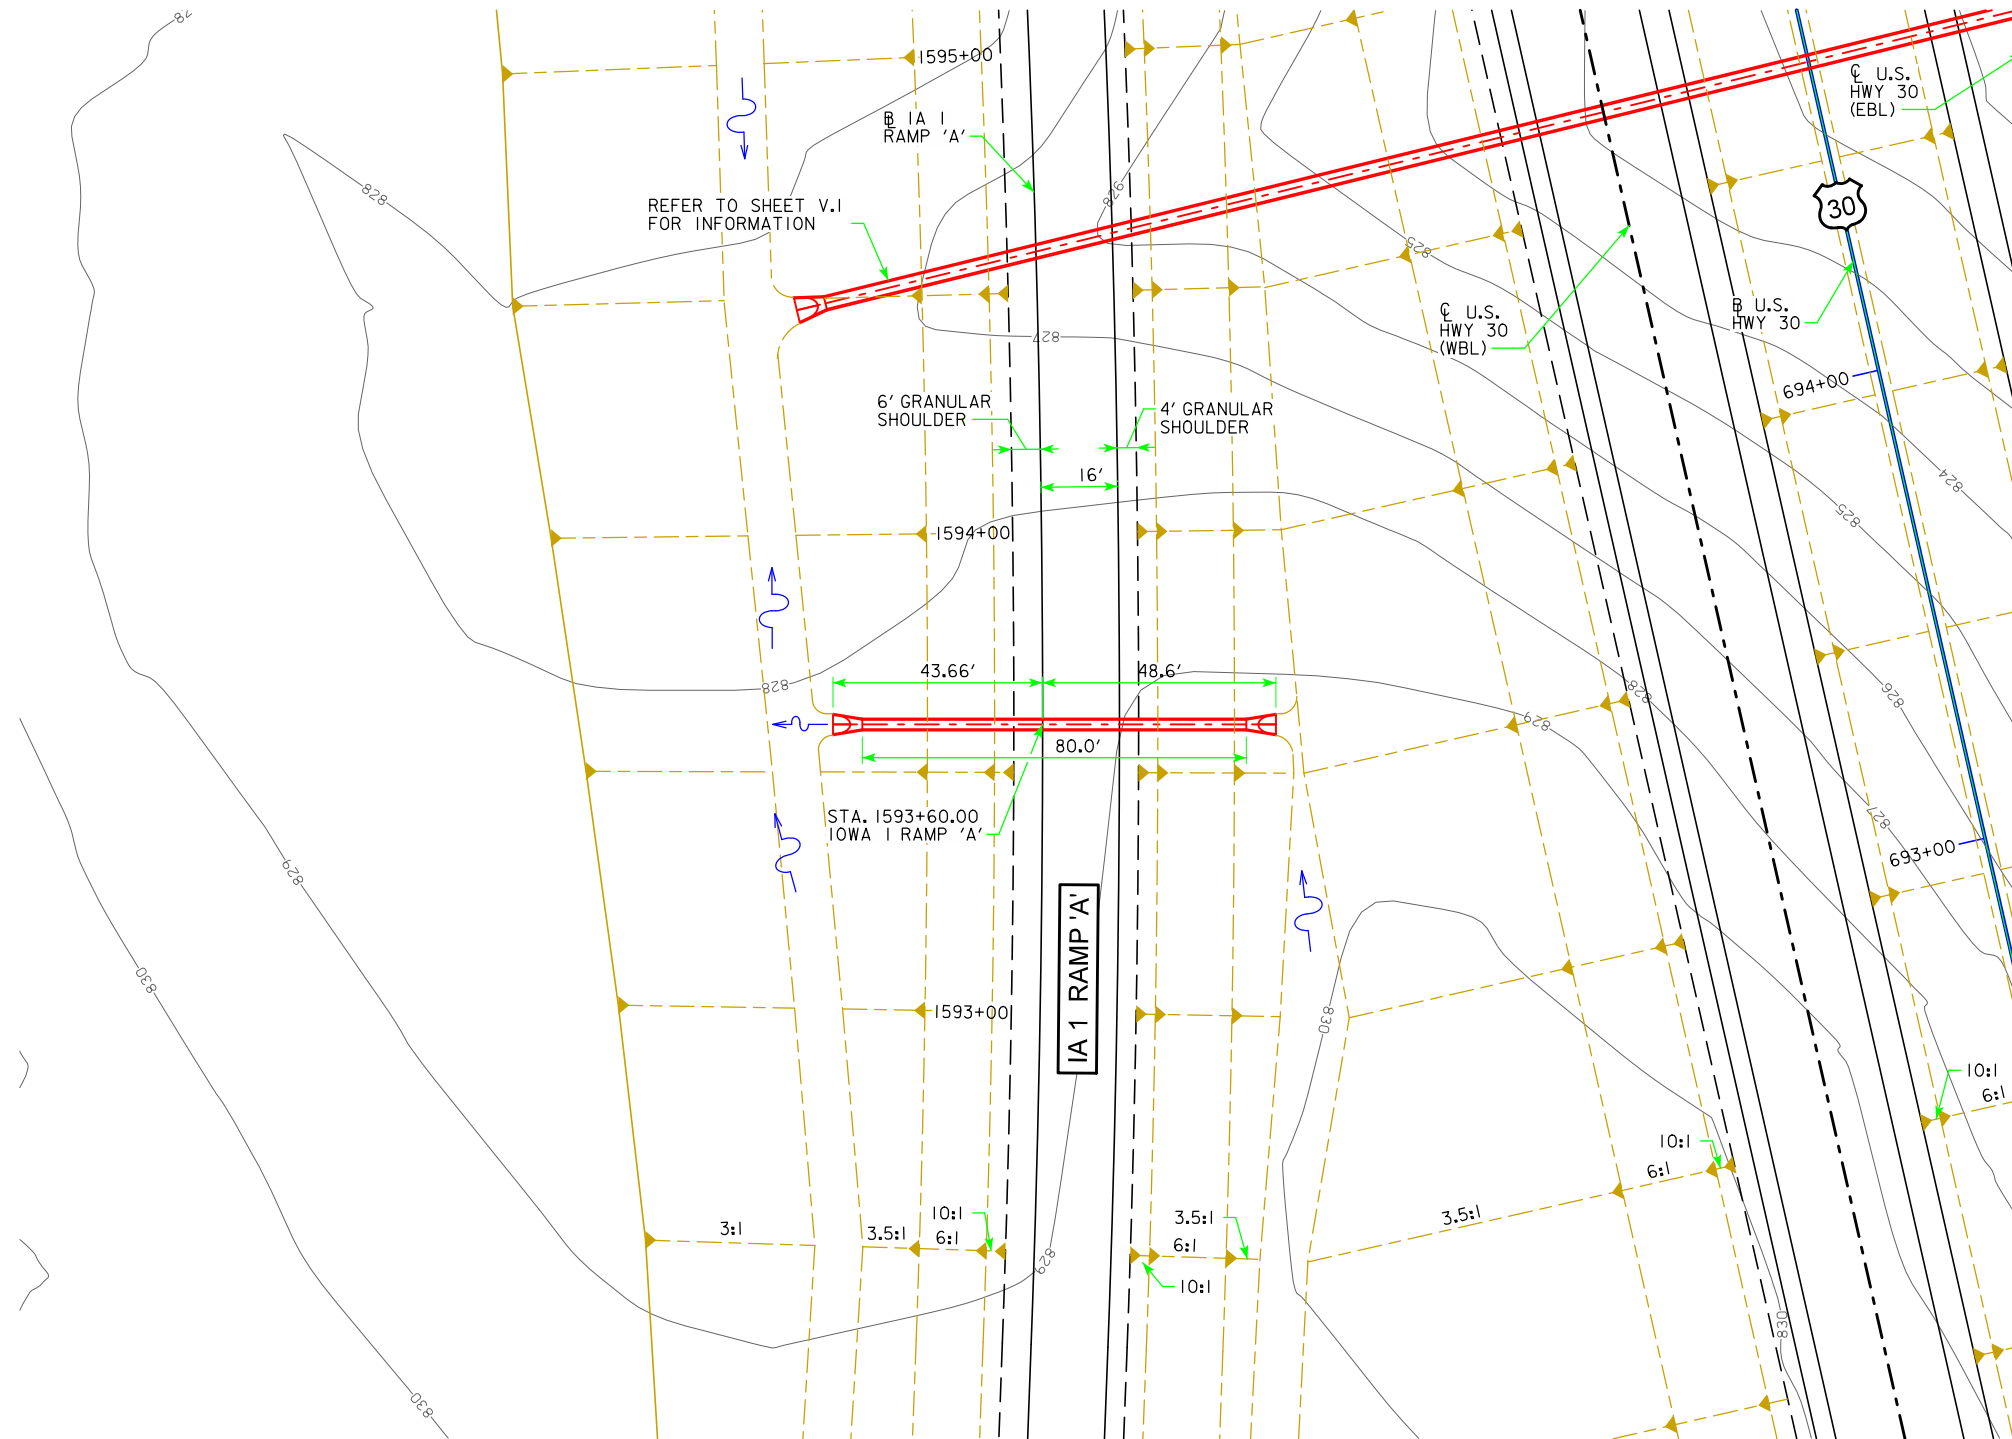 78
1595+00
℄ U.S.
HWY 30
(EBL)
B IA 1
RAMP 'A'
828
826
REFER TO SHEET V.1
FOR INFORMATION
30
825
℄ U.S.
HWY 30
(WBL)
B U.S.
HWY 30
827
694+00
6' GRANULAR
SHOULDER
4' GRANULAR
SHOULDER
16'
824
825
1594+00
43.66'
48.6'
828
828
826
829
80.0'
STA. 1593+60.00
IOWA 1 RAMP 'A'
827
693+00
829
830
IA 1 RAMP 'A'
1593+00
830
10:1
6:1
10:1
6:1
3:1
3.5:1
10:1
6:1
3.5:1
6:1
3.5:1
829
10:1
830
830